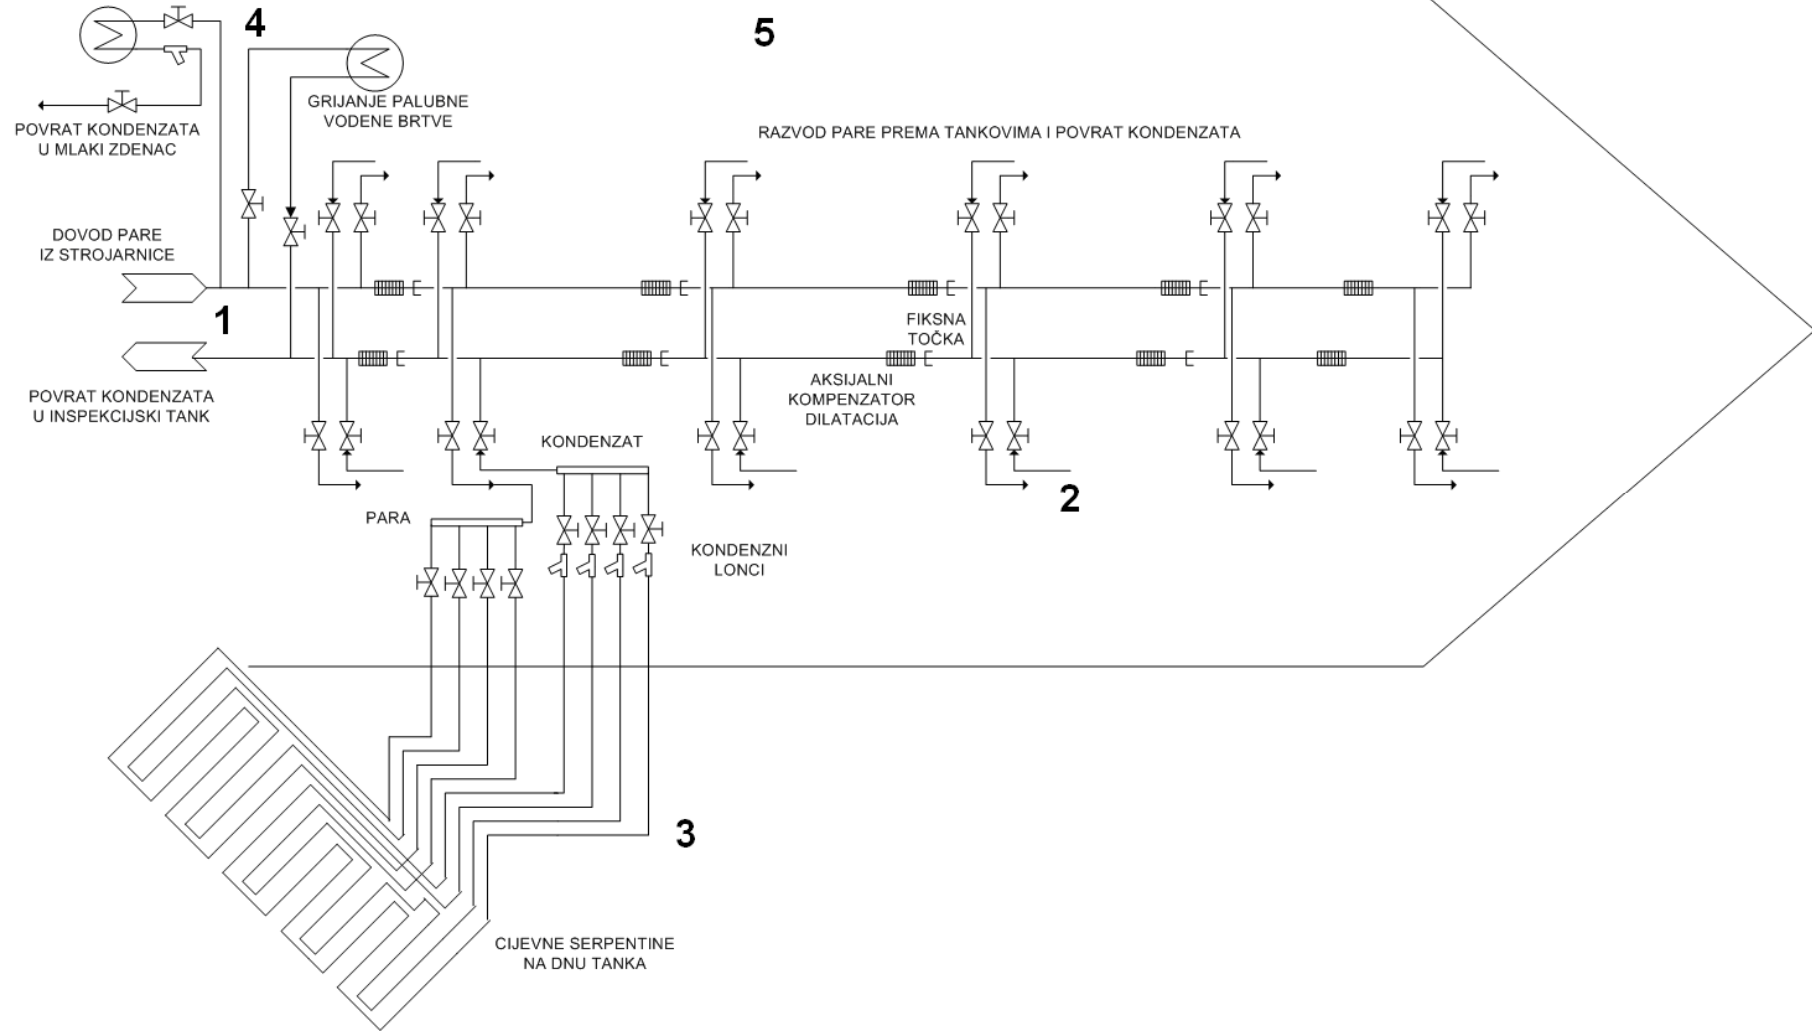 4
5
GRIJANJE PALUBNE
VODENE BRTVE
POVRAT KONDENZATA
U MLAKI ZDENAC
RAZVOD PARE PREMA TANKOVIMA I POVRAT KONDENZATA
DOVOD PARE
IZ STROJARNICE
1
FIKSNA
TOČKA
POVRAT KONDENZATA
U INSPEKCIJSKI TANK
AKSIJALNI
KOMPENZATOR
DILATACIJA
KONDENZAT
2
PARA
KONDENZNI
LONCI
3
CIJEVNE SERPENTINE
NA DNU TANKA